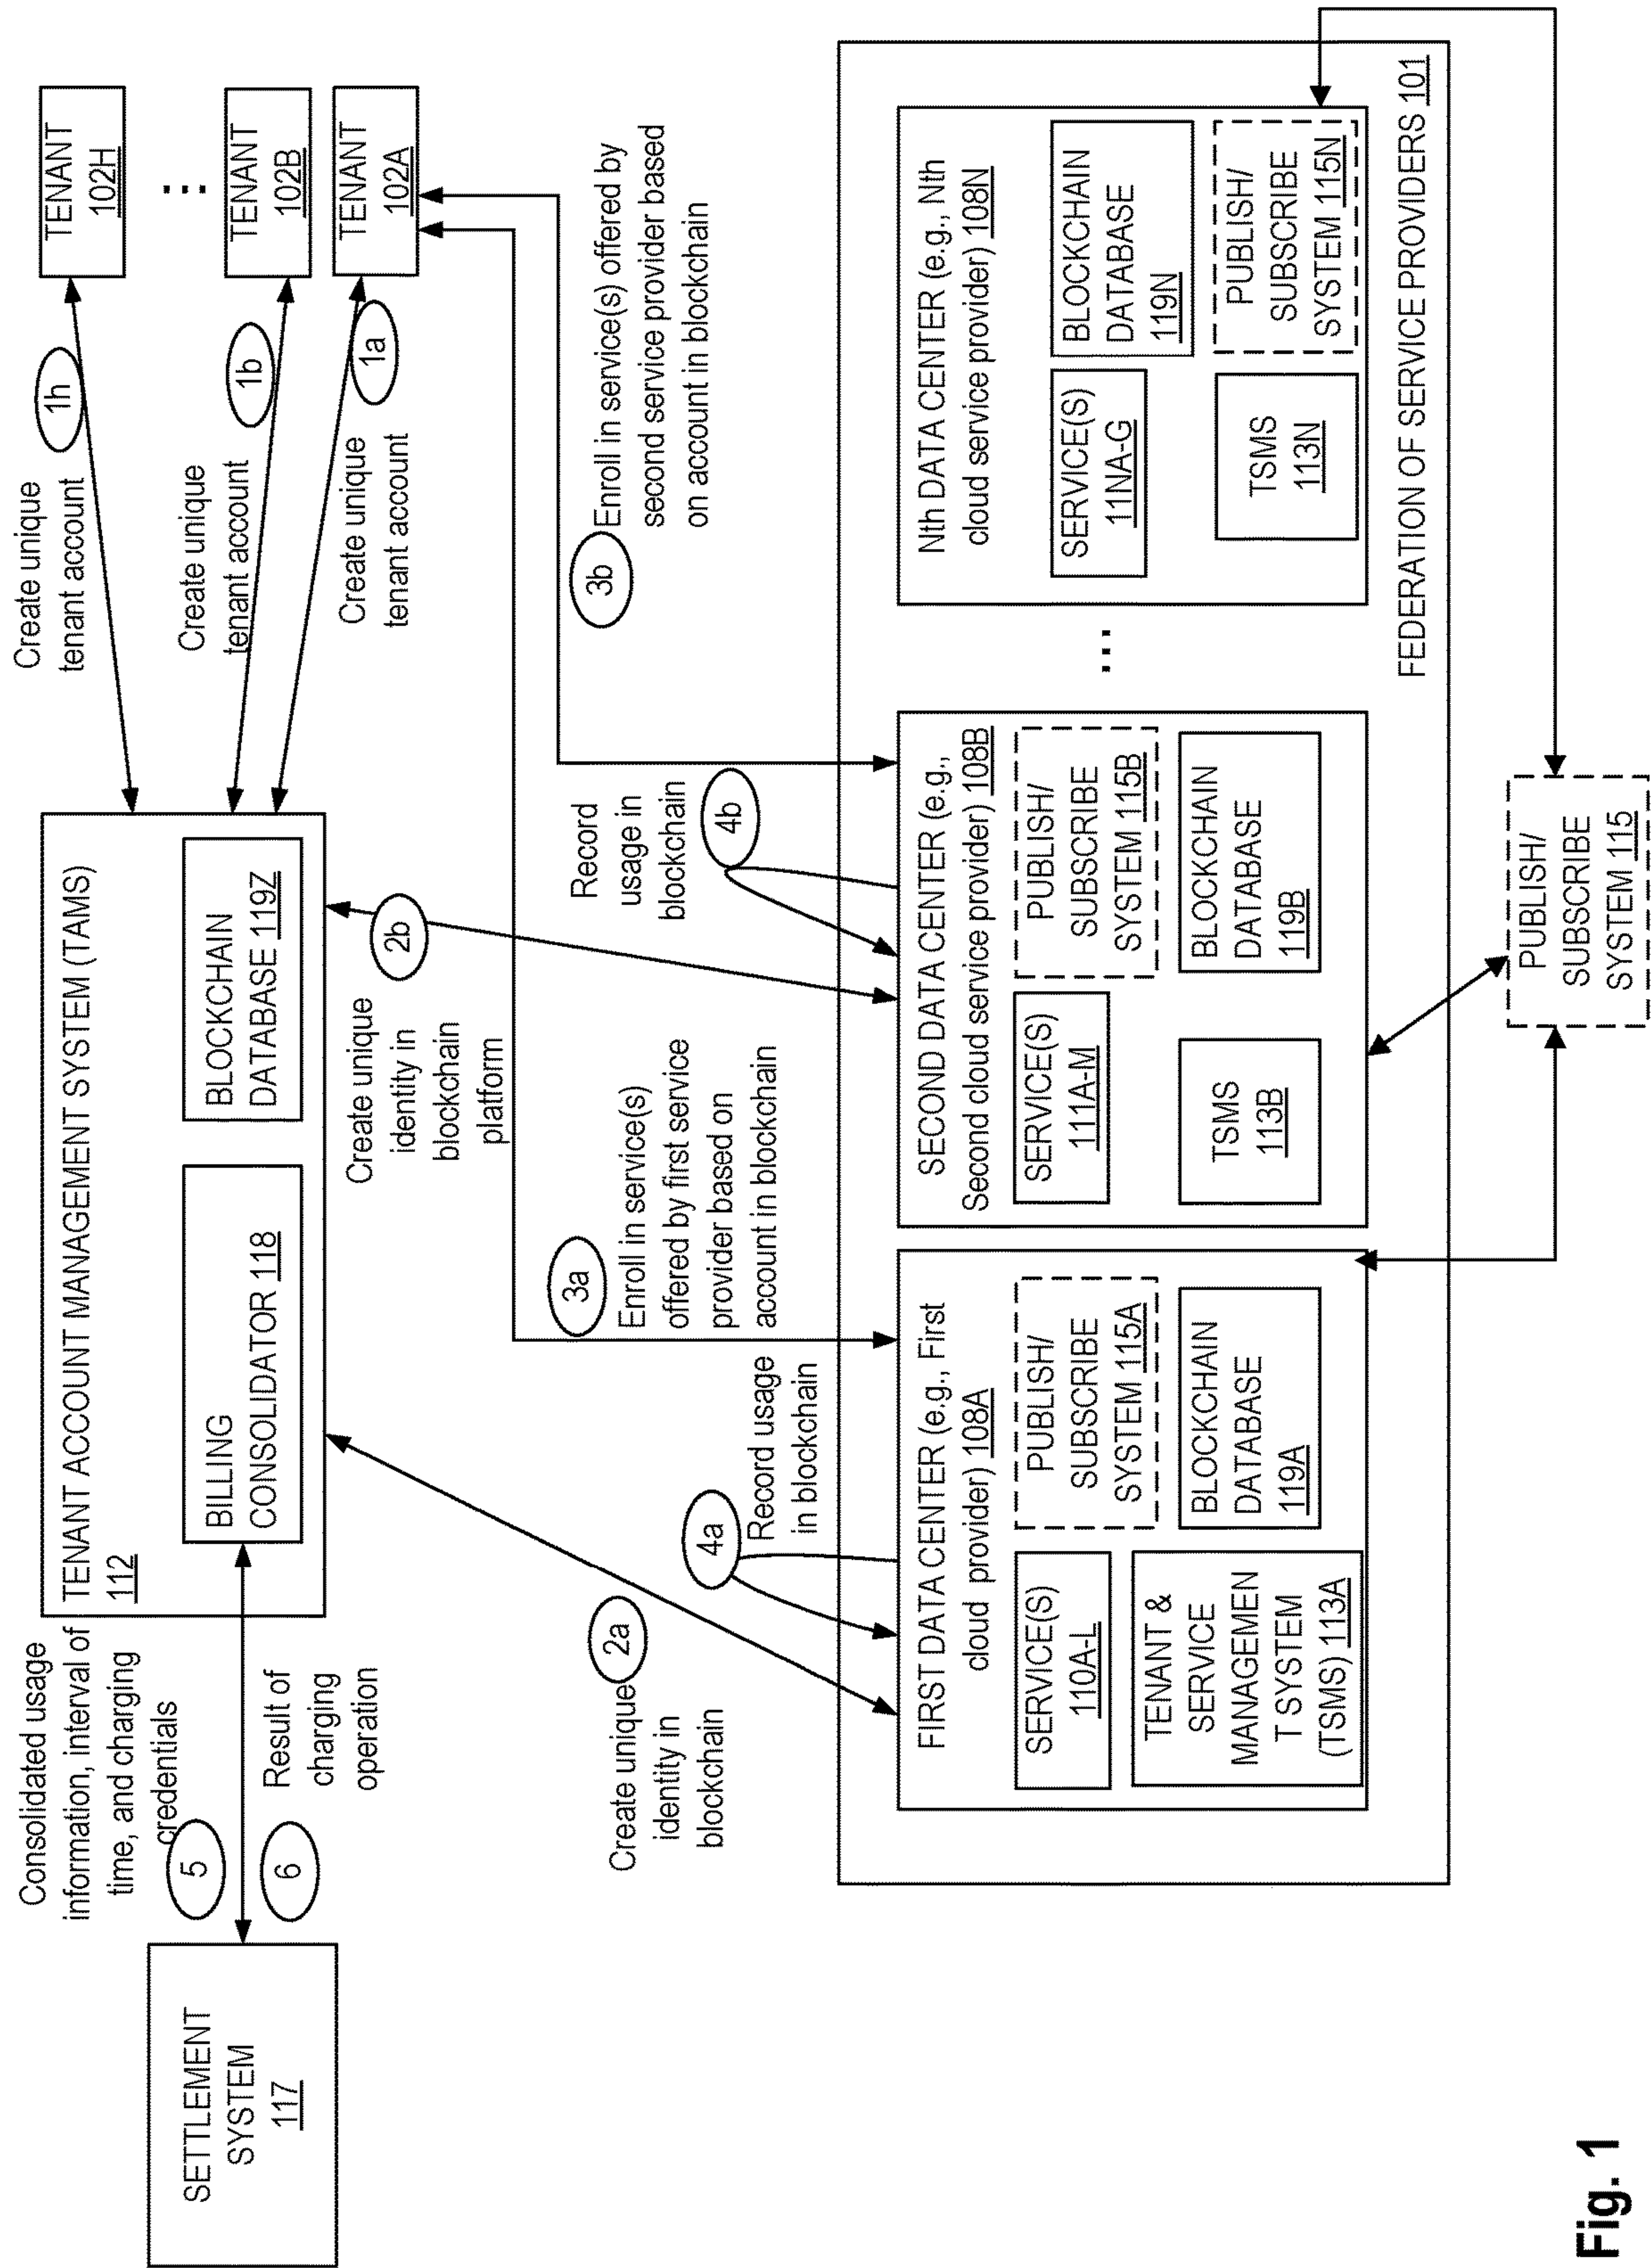 Consolidated usage
information, interval of
time, and charging
credentials
5
6
Result of
charging
operation
SETTLEMENT
SYSTEM
117
TENANT ACCOUNT MANAGEMENT SYSTEM (TAMS)
112
BILLING
CONSOLIDATOR 118
BLOCKCHAIN
DATABASE 119Z
Create unique
tenant account
1h
Create unique
tenant account
1b
Create unique
tenant account
1a
TENANT
102H
...
TENANT
102B
TENANT
102A
Create unique
identity in
blockchain
2a
Create unique
identity in
blockchain
platform
2b
3a
Enroll in service(s)
offered by first service
provider based on
account in blockchain
3b
Enroll in service(s) offered by
second service provider based
on account in blockchain
4a
Record usage
in blockchain
Record
usage in
blockchain
4b
FIRST DATA CENTER (e.g., First
cloud provider) 108A
SERVICE(S)
110A-L
PUBLISH/
SUBSCRIBE
SYSTEM 115A
TENANT &
SERVICE
MANAGEMEN
T SYSTEM
(TSMS) 113A
BLOCKCHAIN
DATABASE
119A
SECOND DATA CENTER (e.g.,
Second cloud service provider) 108B
SERVICE(S)
111A-M
PUBLISH/
SUBSCRIBE
SYSTEM 115B
TSMS
113B
BLOCKCHAIN
DATABASE
119B
...
Nth DATA CENTER (e.g., Nth
cloud service provider) 108N
SERVICE(S)
11NA-G
BLOCKCHAIN
DATABASE
119N
TSMS
113N
PUBLISH/
SUBSCRIBE
SYSTEM 115N
FEDERATION OF SERVICE PROVIDERS 101
PUBLISH/
SUBSCRIBE
SYSTEM 115
Fig. 1